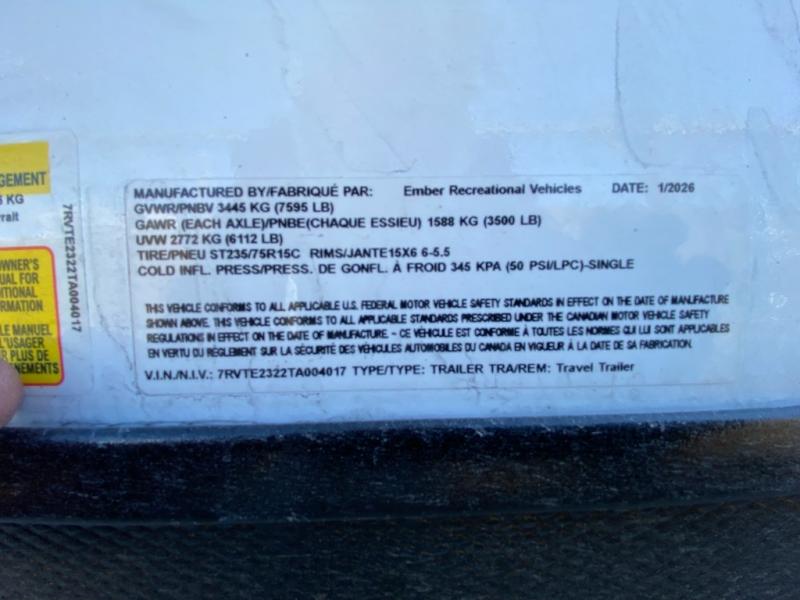 GEMENT
KG
7RVTE2322TA004017
OWNER'S
UAL FOR
ITIONAL
RMATION
LE MANUEL
L'USAGER
R PLUS DE
NEMENTS
MANUFACTURED BY/FABRIQUÉ PAR: Ember Recreational Vehicles DATE: 1/2026
GVWR/PNBV 3445 KG (7595 LB)
GAWR (EACH AXLE)/PNBE(CHAQUE ESSIEU) 1588 KG (3500 LB)
UVW 2772 KG (6112 LB)
TIRE/PNEU ST235/75R15C RIMS/JANTE15X6 6-5.5
COLD INFL. PRESS/PRESS. DE GONFL. À FROID 345 KPA (50 PSI/LPC)-SINGLE
THIS VEHICLE CONFORMS TO ALL APPLICABLE U.S. FEDERAL MOTOR VEHICLE SAFETY STANDARDS IN EFFECT ON THE DATE OF MANUFACTURE
SHOWN ABOVE. THIS VEHICLE CONFORMS TO ALL APPLICABLE STANDARDS PRESCRIBED UNDER THE CANADIAN MOTOR VEHICLE SAFETY
REGULATIONS IN EFFECT ON THE DATE OF MANUFACTURE. - CE VÉHICULE EST CONFORME À TOUTES LES NORMES QUI LUI SONT APPLICABLES
EN VERTU DU RÈGLEMENT SUR LA SÉCURITÉ DES VÉHICULES AUTOMOBILES DU CANADA EN VIGUEUR À LA DATE DE SA FABRICATION.
V.I.N./N.I.V.: 7RVTE2322TA004017 TYPE/TYPE: TRAILER TRA/REM: Travel Trailer